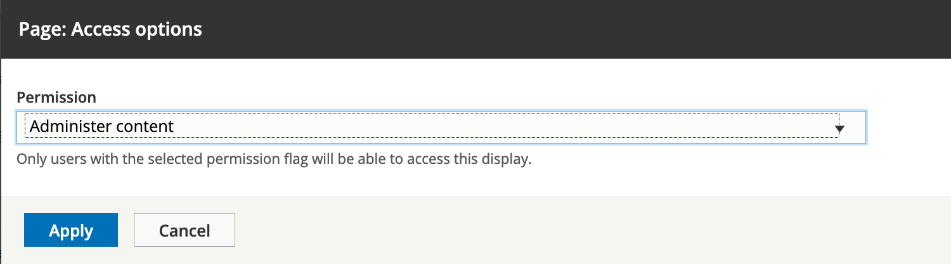 Page: Access options
Permission
Administer content
Only users with the selected permission flag will be able to access this display.
Apply Cancel